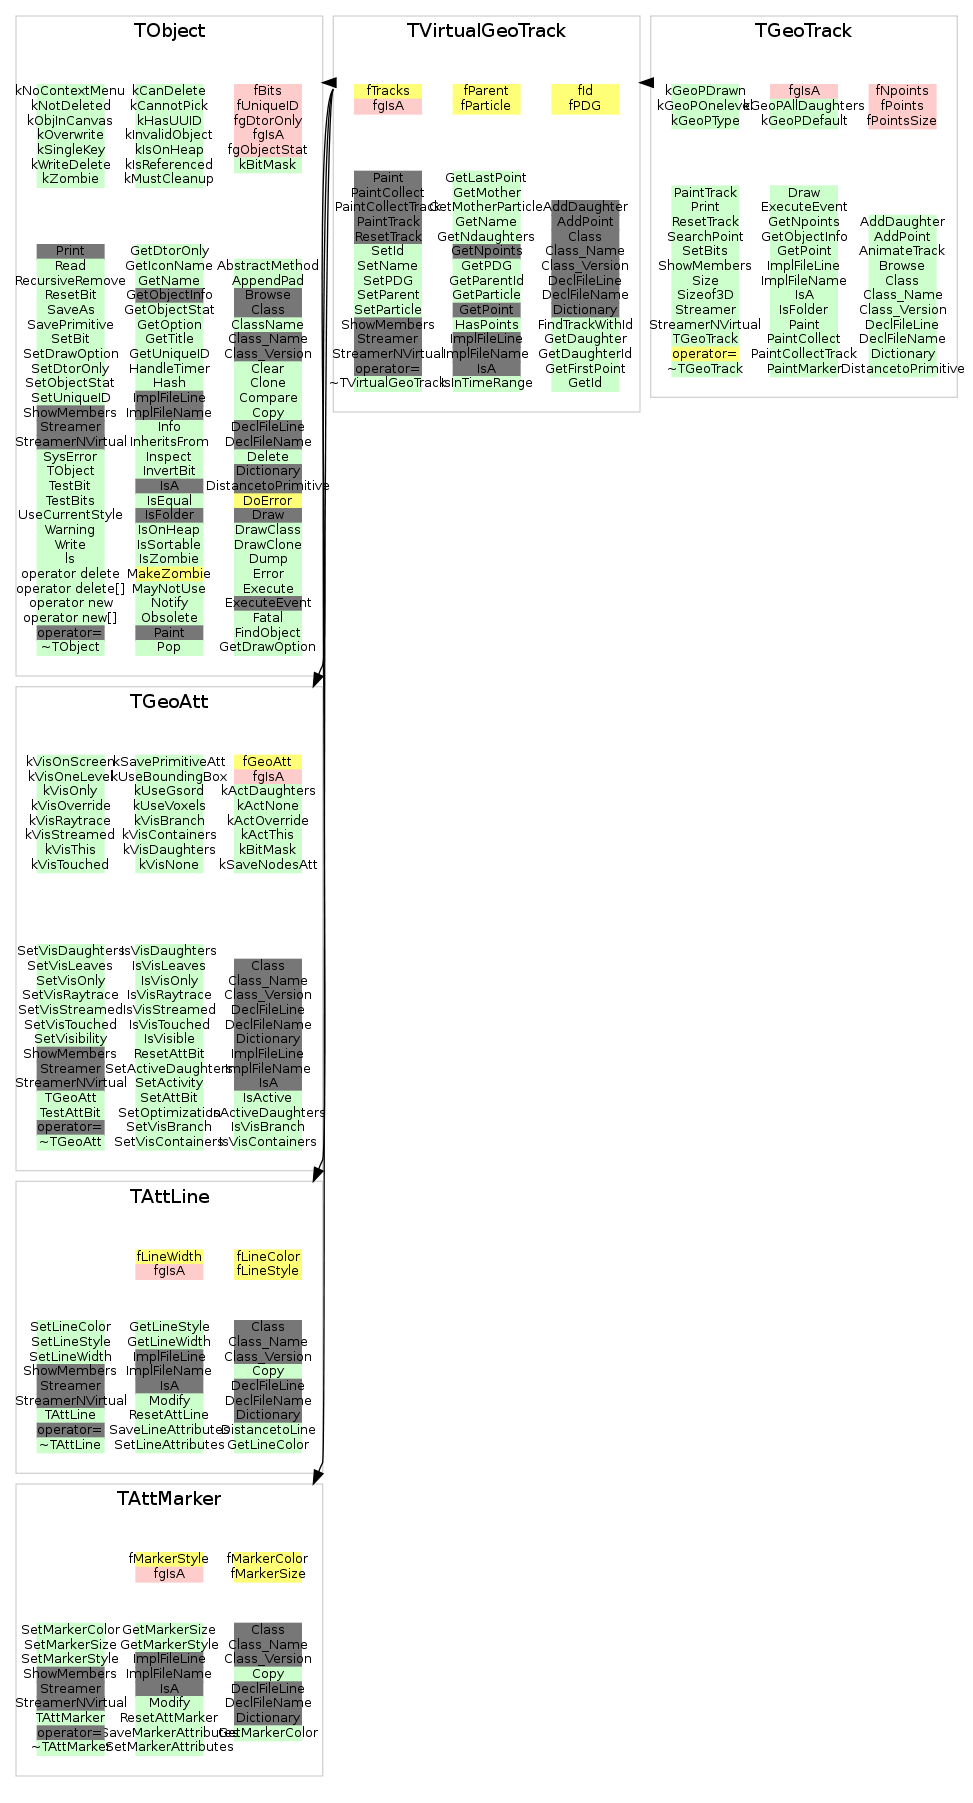 TObject
kNoContextMenu kCanDelete fBits
kNotDeleted kCannotPick fUniqueID
kObjInCanvas kHasUUID fgDtorOnly
kOverwrite kInvalidObject fgIsA
kSingleKey kIsOnHeap fgObjectStat
kWriteDelete kIsReferenced kBitMask
kZombie kMustCleanup
Print GetDtorOnly
Read GetIconName AbstractMethod
RecursiveRemove GetName AppendPad
ResetBit GetObjectInfo Browse
SaveAs GetObjectStat Class
SavePrimitive GetOption ClassName
SetBit GetTitle Class_Name
SetDrawOption GetUniqueID Class_Version
SetDtorOnly HandleTimer Clear
SetObjectStat Hash Clone
SetUniqueID ImplFileLine Compare
ShowMembers ImplFileName Copy
Streamer Info DeclFileLine
StreamerNVirtual InheritsFrom DeclFileName
SysError Inspect Delete
TObject InvertBit Dictionary
TestBit IsA DistancetoPrimitive
TestBits IsEqual DoError
UseCurrentStyle IsFolder Draw
Warning IsOnHeap DrawClass
Write IsSortable DrawClone
ls IsZombie Dump
operator delete MakeZombie Error
operator delete[] MayNotUse Execute
operator new Notify ExecuteEvent
operator new[] Obsolete Fatal
operator= Paint FindObject
~TObject Pop GetDrawOption
TVirtualGeoTrack
fTracks fParent fId
fgIsA fParticle fPDG
Paint GetLastPoint
PaintCollect GetMother
PaintCollectTrack GetMotherParticle AddDaughter
PaintTrack GetName AddPoint
ResetTrack GetNdaughters Class
SetId GetNpoints Class_Name
SetName GetPDG Class_Version
SetPDG GetParentId DeclFileLine
SetParent GetParticle DeclFileName
SetParticle GetPoint Dictionary
ShowMembers HasPoints FindTrackWithId
Streamer ImplFileLine GetDaughter
StreamerNVirtual ImplFileName GetDaughterId
operator= IsA GetFirstPoint
~TVirtualGeoTrack IsInTimeRange GetId
TGeoTrack
kGeoPDrawn fgIsA fNpoints
kGeoPOnelevel kGeoPAllDaughters fPoints
kGeoPType kGeoPDefault fPointsSize
PaintTrack Draw
Print ExecuteEvent
ResetTrack GetNpoints AddDaughter
SearchPoint GetObjectInfo AddPoint
SetBits GetPoint AnimateTrack
ShowMembers ImplFileLine Browse
Size ImplFileName Class
Sizeof3D IsA Class_Name
Streamer IsFolder Class_Version
StreamerNVirtual Paint DeclFileLine
TGeoTrack PaintCollect DeclFileName
operator= PaintCollectTrack Dictionary
~TGeoTrack PaintMarker DistancetoPrimitive
TGeoAtt
kVisOnScreen kSavePrimitiveAtt fGeoAtt
kVisOneLevel kUseBoundingBox fgIsA
kVisOnly kUseGsord kActDaughters
kVisOverride kUseVoxels kActNone
kVisRaytrace kVisBranch kActOverride
kVisStreamed kVisContainers kActThis
kVisThis kVisDaughters kBitMask
kVisTouched kVisNone kSaveNodesAtt
SetVisDaughters IsVisDaughters
SetVisLeaves IsVisLeaves Class
SetVisOnly IsVisOnly Class_Name
SetVisRaytrace IsVisRaytrace Class_Version
SetVisStreamed IsVisStreamed DeclFileLine
SetVisTouched IsVisTouched DeclFileName
SetVisibility IsVisible Dictionary
ShowMembers ResetAttBit ImplFileLine
Streamer SetActiveDaughters ImplFileName
StreamerNVirtual SetActivity IsA
TGeoAtt SetAttBit IsActive
TestAttBit SetOptimization IsActiveDaughters
operator= SetVisBranch IsVisBranch
~TGeoAtt SetVisContainers IsVisContainers
TAttLine
fLineWidth fLineColor
fgIsA fLineStyle
SetLineColor GetLineStyle Class
SetLineStyle GetLineWidth Class_Name
SetLineWidth ImplFileLine Class_Version
ShowMembers ImplFileName Copy
Streamer IsA DeclFileLine
StreamerNVirtual Modify DeclFileName
TAttLine ResetAttLine Dictionary
operator= SaveLineAttributes DistancetoLine
~TAttLine SetLineAttributes GetLineColor
TAttMarker
fMarkerStyle fMarkerColor
fgIsA fMarkerSize
SetMarkerColor GetMarkerSize Class
SetMarkerSize GetMarkerStyle Class_Name
SetMarkerStyle ImplFileLine Class_Version
ShowMembers ImplFileName Copy
Streamer IsA DeclFileLine
StreamerNVirtual Modify DeclFileName
TAttMarker ResetAttMarker Dictionary
operator= SaveMarkerAttributes GetMarkerColor
~TAttMarker SetMarkerAttributes